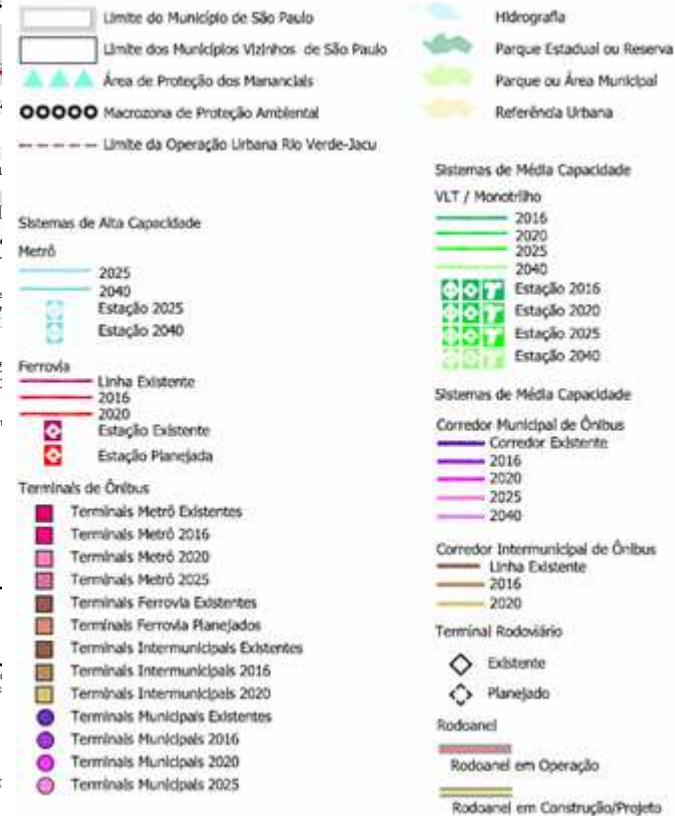 Limite do Município de São Paulo
Limite dos Municípios Vizinhos de São Paulo
Área de Proteção dos Mananciais
Macrozona de Proteção Ambiental
Limite da Operação Urbana Rio Verde-Jacu
Hidrografia
Parque Estadual ou Reserva
Parque ou Área Municipal
Referência Urbana
Sistemas de Alta Capacidade
Metrô
2025
2040
Estação 2025
Estação 2040
Ferrovia
Linha Existente
2016
2020
Estação Existente
Estação Planejada
Terminais de Ônibus
Terminais Metrô Existentes
Terminais Metrô 2016
Terminais Metrô 2020
Terminais Metrô 2025
Terminais Ferrovia Existentes
Terminais Ferrovia Planejados
Terminais Intermunicipais Existentes
Terminais Intermunicipais 2016
Terminais Intermunicipais 2020
Terminais Municipais Existentes
Terminais Municipais 2016
Terminais Municipais 2020
Terminais Municipais 2025
Sistemas de Média Capacidade
VLT / Monotrilho
2016
2020
2025
2040
Estação 2016
Estação 2020
Estação 2025
Estação 2040
Sistemas de Média Capacidade
Corredor Municipal de Ônibus
Corredor Existente
2016
2020
2025
2040
Corredor Intermunicipal de Ônibus
Linha Existente
2016
2020
Terminal Rodoviário
Existente
Planejado
Rodoanel
Rodoanel em Operação
Rodoanel em Construção/Projeto